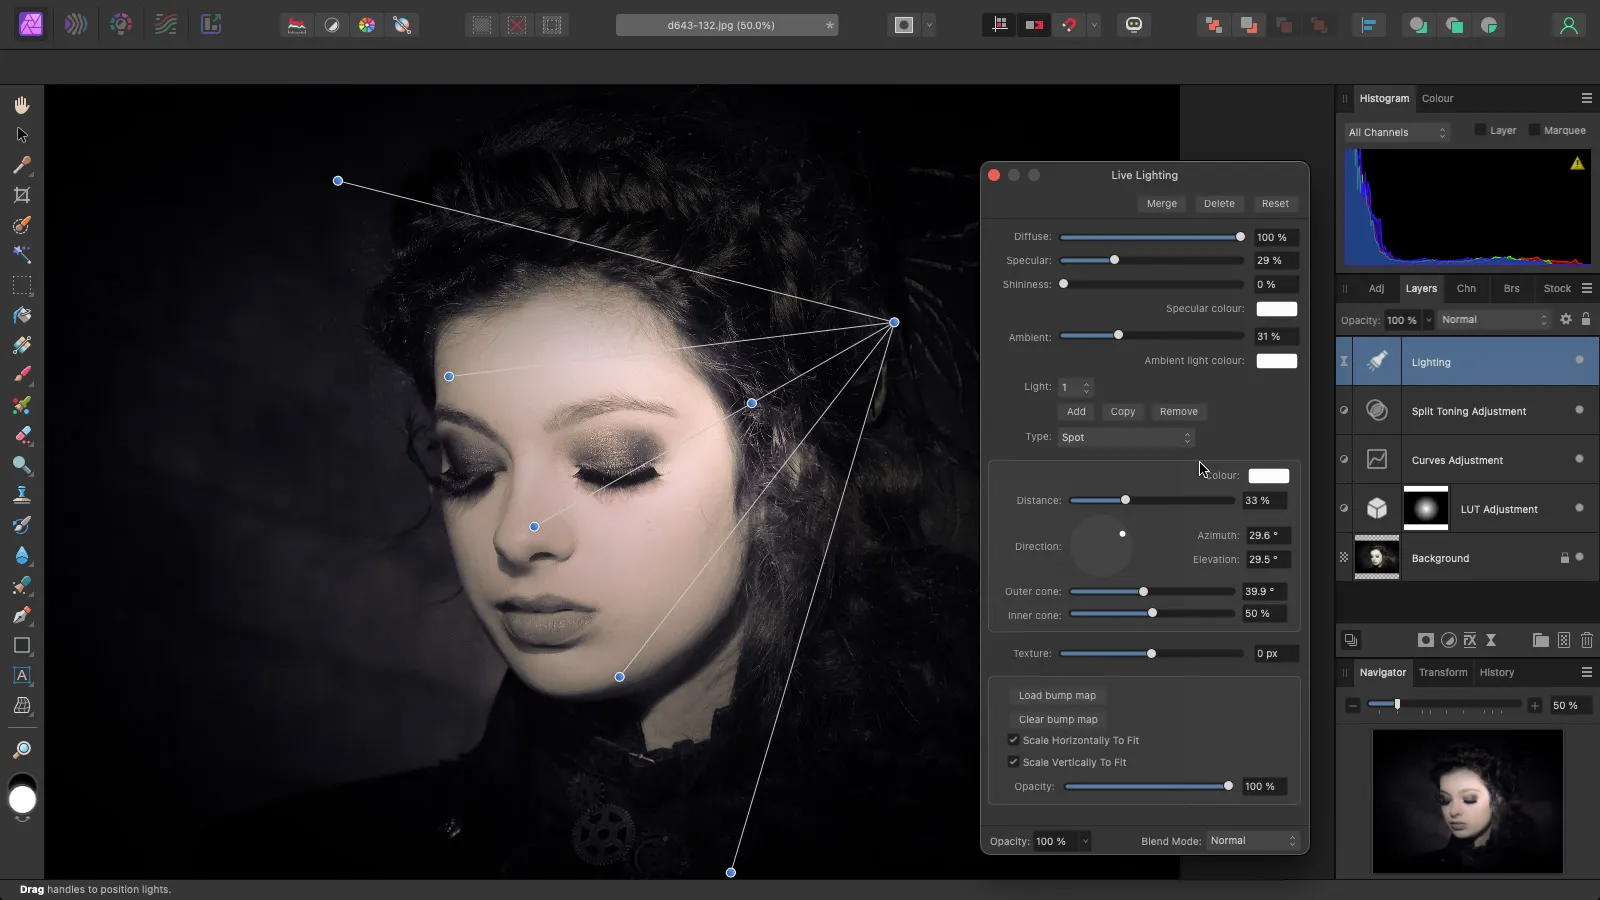 d643-132.jpg (50.0%)
*
Histogram
Colour
All Channels
Layer
Marquee
Live Lighting
Merge
Delete
Reset
Diffuse:
100 %
Specular:
29 %
Shininess:
0 %
Specular colour:
Ambient:
31 %
Ambient light colour:
Light:
1
Add
Copy
Remove
Type:
Spot
olour:
Distance:
33 %
Direction:
Azimuth:
29.6 °
Elevation:
29.5 °
Outer cone:
39.9 °
Inner cone:
50 %
Texture:
0 px
Load bump map
Clear bump map
Scale Horizontally To Fit
Scale Vertically To Fit
Opacity:
100 %
Opacity:
100 %
Blend Mode:
Normal
Adj
Layers
Chn
Brs
Stock
Opacity:
100 %
Normal
Lighting
Split Toning Adjustment
Curves Adjustment
LUT Adjustment
Background
fx
Navigator
Transform
History
50 %
A
Drag handles to position lights.